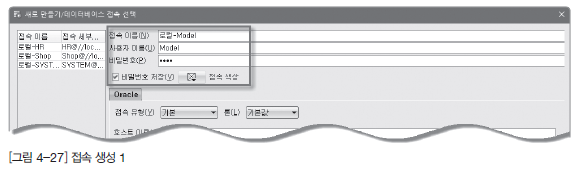 새로 만들기/데이터베이스 접속 선택
접속 이름 접속 세부...
로컬-HR HR@//loc...
로컬-Shop Shop@//lo...
로컬-SYST... SYSTEM@...
접속 이름(N) 로컬-Model
사용자 이름(U) Model
비밀번호(P) ••••
비밀번호 저장(V) 접속 색상
Oracle
접속 유형(Y) 기본 롤(L) 기본값
호스트 이름
[그림 4-27] 접속 생성 1